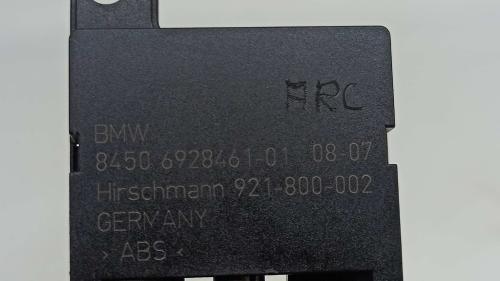 ARC
BMW
8450 6928461-01 08-07
Hirschmann 921-800-002
GERMANY
› ABS ‹